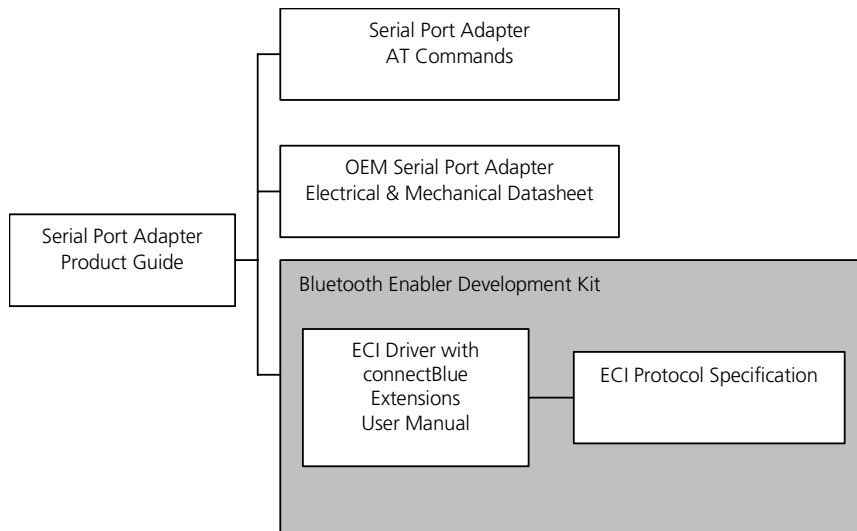 Serial Port Adapter
AT Commands
OEM Serial Port Adapter
Electrical & Mechanical Datasheet
Serial Port Adapter
Product Guide
Bluetooth Enabler Development Kit
ECI Driver with
connectBlue
Extensions
User Manual
ECI Protocol Specification